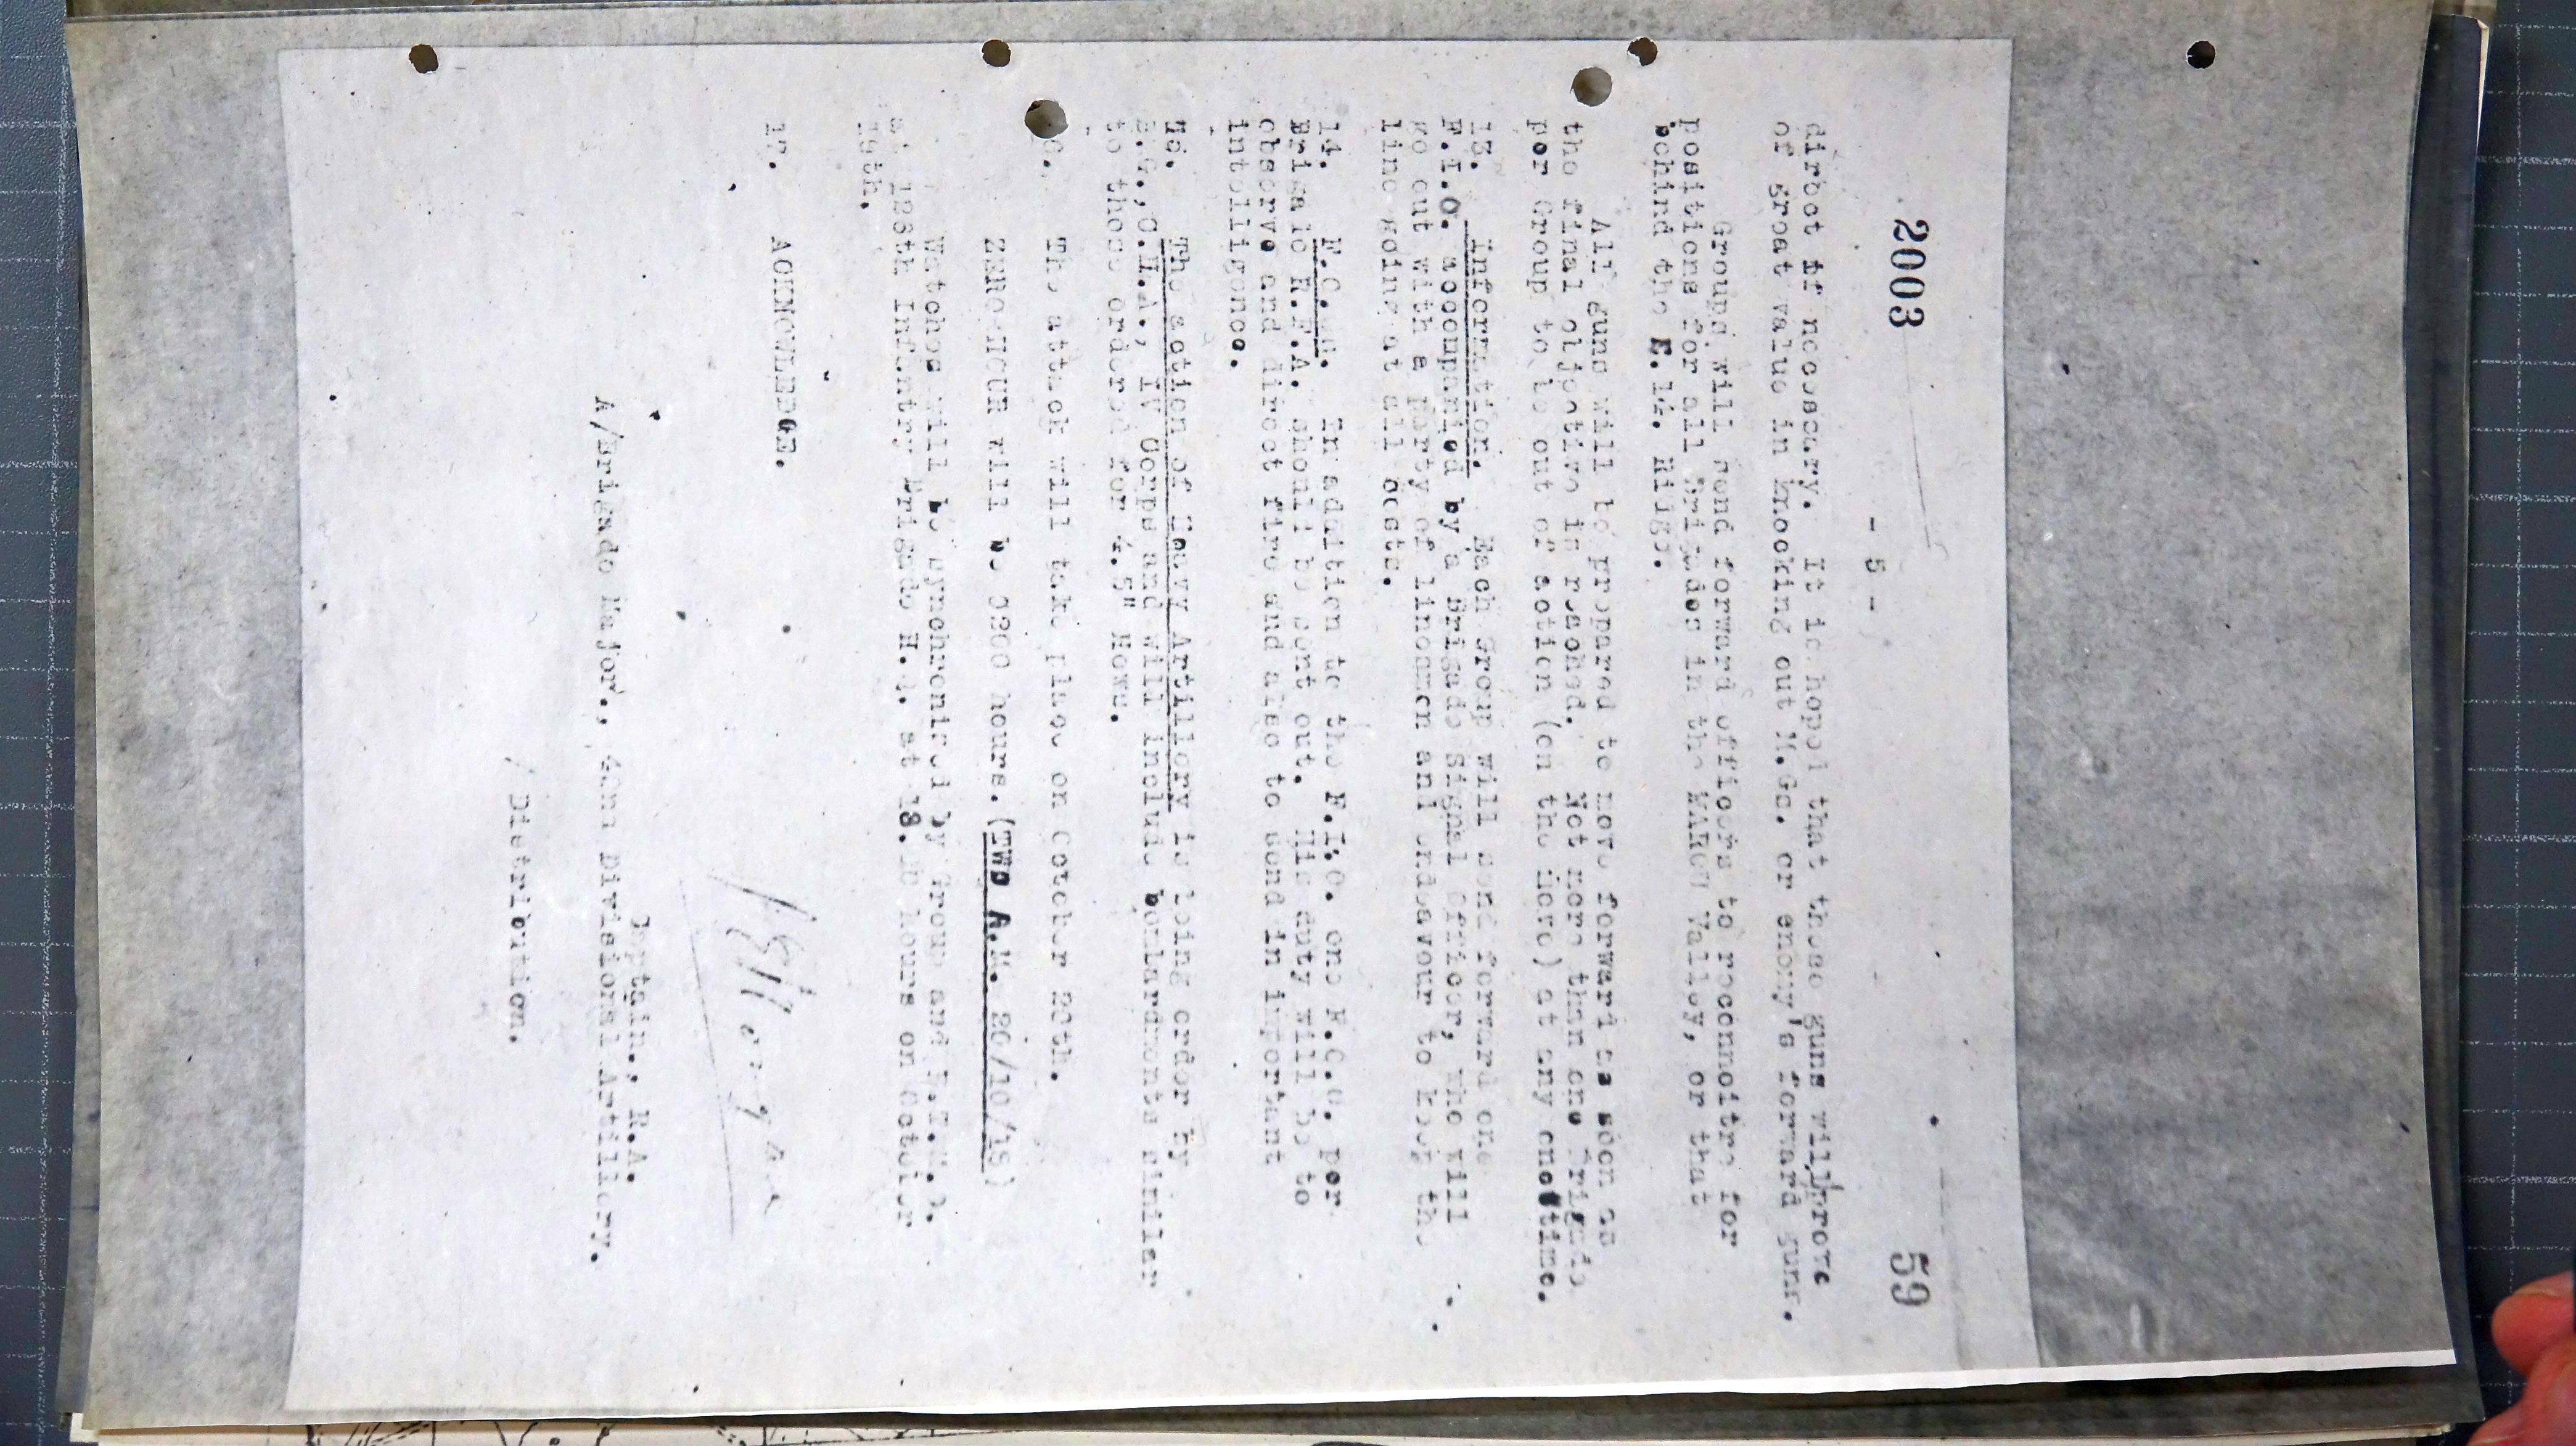 2003
59
- 5 -
direct if necessary. It is hoped that these guns will prove
of great value in knocking out M.Gs. or enemy's forward guns.
Groups will send forward officers to reconnoitre for
positions for all Brigades in the MAROU Valley, or that
behind the E.14. Ridge.
All guns will be prepared to move forward as soon as
the final objective is reached. Not more than one Brigade
per Group to be out of action (on the move) at any one time.
13. Information. Each Group will send forward one
F.I.O. accompanied by a Brigade Signal Officer, who will
go out with a party of linemen and endeavour to keep the
line going at all costs.
14. F.O.Os. In addition to the F.I.O. one F.O.O. per
Brigade R.F.A. should be sent out. His duty will be to
observe and direct fire and also to send in important
intelligence.
15. The action of Heavy Artillery is being order by
C.H.A., IV Corps and will include bombardments similar
to those ordered for 4.5" Hows.
The attack will take place on October 20th.
ZERO HOUR will be 0200 hours. (TWO A.M. 20/10/18)
Watches will be synchronized by Group and
at 125th Infantry Brigade H.Q. at 18. hours on October
19th.
17. ACKNOWLEDGE.
Captain., R.A.
A/Brigade Major., 42nd Divisional Artillery.
/ Distribution.